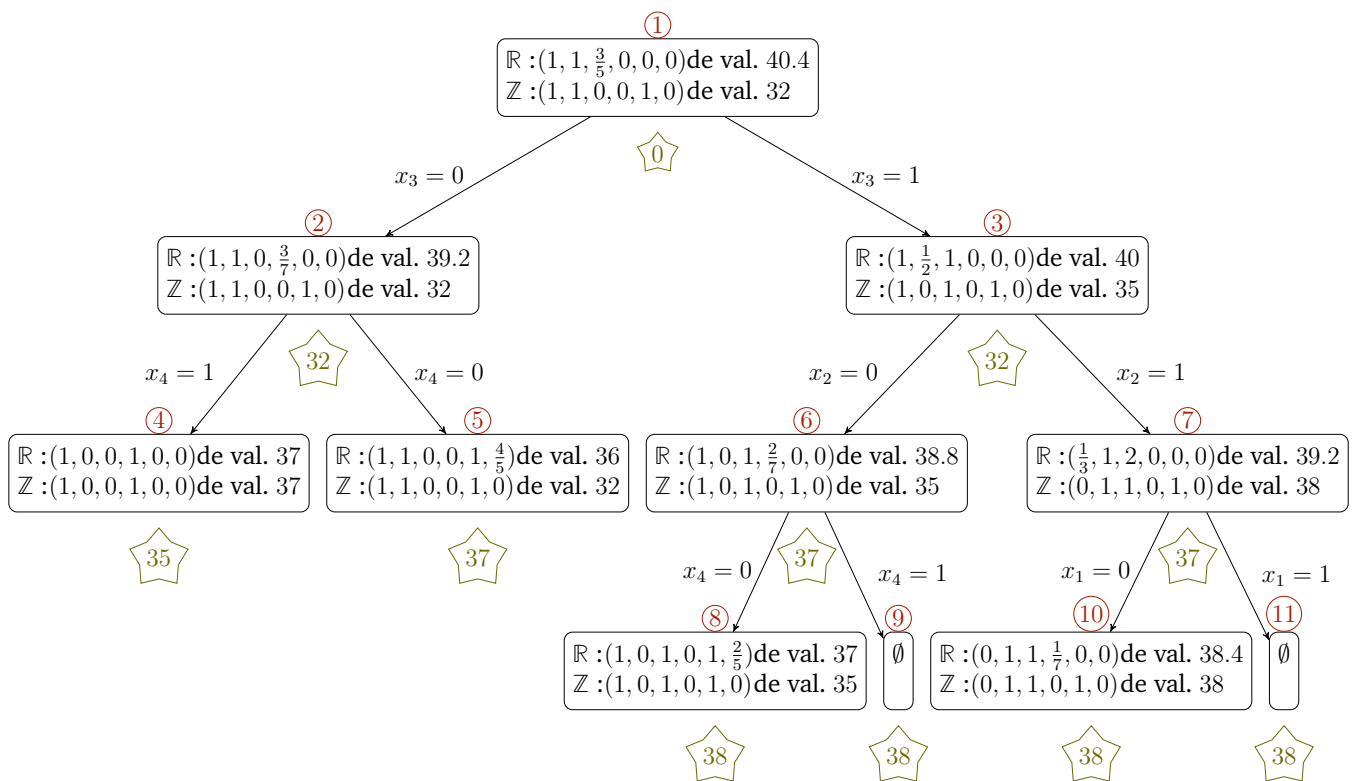 ①
ℝ :(1, 1, 3/5, 0, 0, 0)de val. 40.4
ℤ :(1, 1, 0, 0, 1, 0)de val. 32
0
x₃ = 0
x₃ = 1
②
ℝ :(1, 1, 0, 3/7, 0, 0)de val. 39.2
ℤ :(1, 1, 0, 0, 1, 0)de val. 32
32
③
ℝ :(1, 1/2, 1, 0, 0, 0)de val. 40
ℤ :(1, 0, 1, 0, 1, 0)de val. 35
32
x₄ = 1
x₄ = 0
x₂ = 0
x₂ = 1
④
ℝ :(1, 0, 0, 1, 0, 0)de val. 37
ℤ :(1, 0, 0, 1, 0, 0)de val. 37
35
⑤
ℝ :(1, 1, 0, 0, 1, 4/5)de val. 36
ℤ :(1, 1, 0, 0, 1, 0)de val. 32
37
⑥
ℝ :(1, 0, 1, 2/7, 0, 0)de val. 38.8
ℤ :(1, 0, 1, 0, 1, 0)de val. 35
37
⑦
ℝ :(1/3, 1, 2, 0, 0, 0)de val. 39.2
ℤ :(0, 1, 1, 0, 1, 0)de val. 38
37
x₄ = 0
x₄ = 1
x₁ = 0
x₁ = 1
⑧
ℝ :(1, 0, 1, 0, 1, 2/5)de val. 37
ℤ :(1, 0, 1, 0, 1, 0)de val. 35
38
⑨
∅
38
⑩
ℝ :(0, 1, 1, 1/7, 0, 0)de val. 38.4
ℤ :(0, 1, 1, 0, 1, 0)de val. 38
38
⑪
∅
38